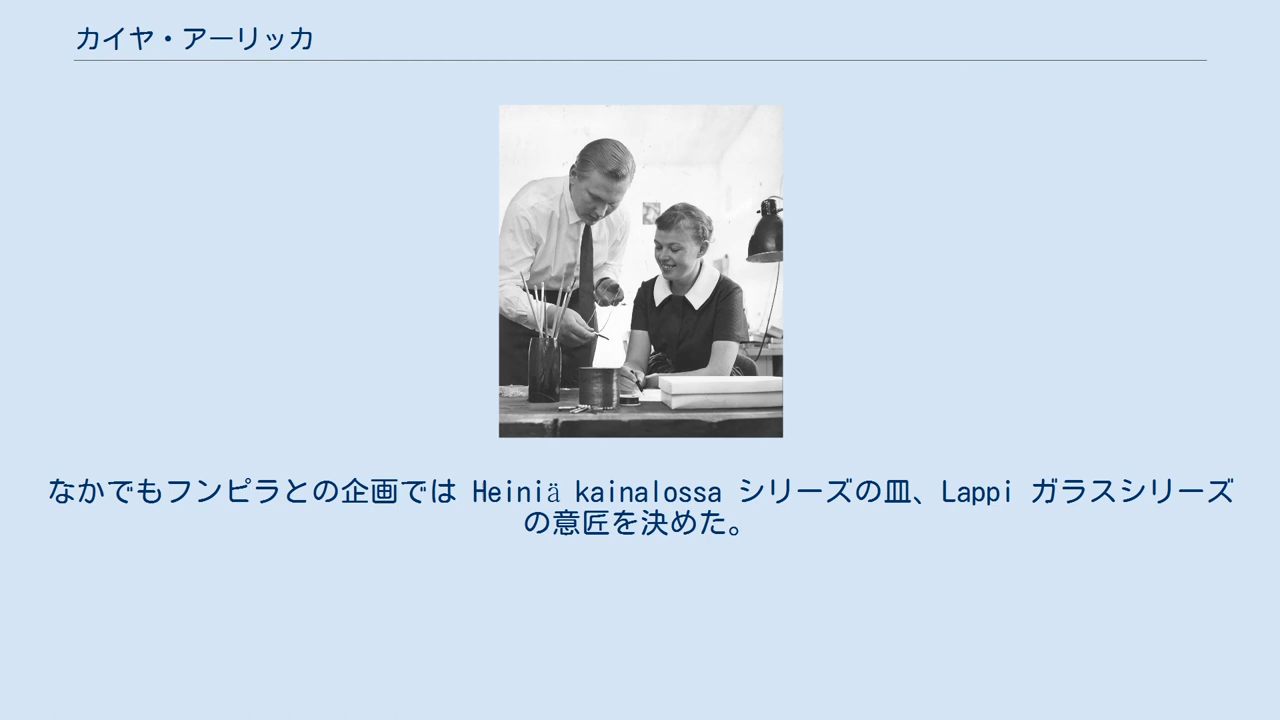 カイヤ・アーリッカ
なかでもフンピラとの企画では Heiniä kainalossa シリーズの皿、Lappi ガラスシリーズ
の意匠を決めた。